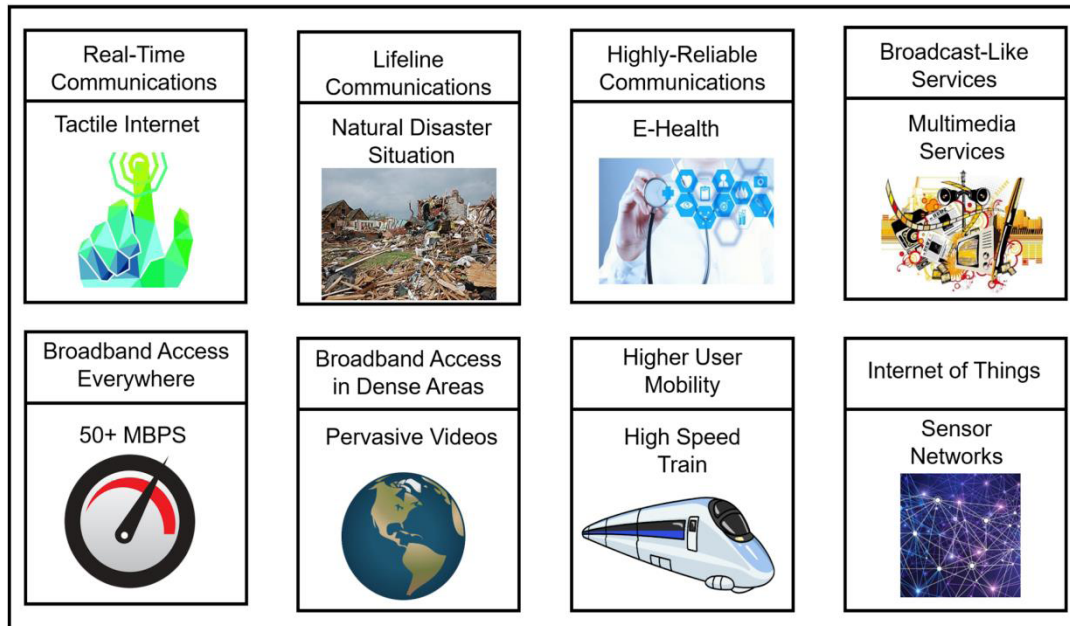 Real-Time
Communications
Tactile Internet
Lifeline
Communications
Natural Disaster
Situation
Highly-Reliable
Communications
E-Health
Broadcast-Like
Services
Multimedia
Services
Broadband Access
Everywhere
50+ MBPS
Broadband Access
in Dense Areas
Pervasive Videos
Higher User
Mobility
High Speed
Train
Internet of Things
Sensor
Networks